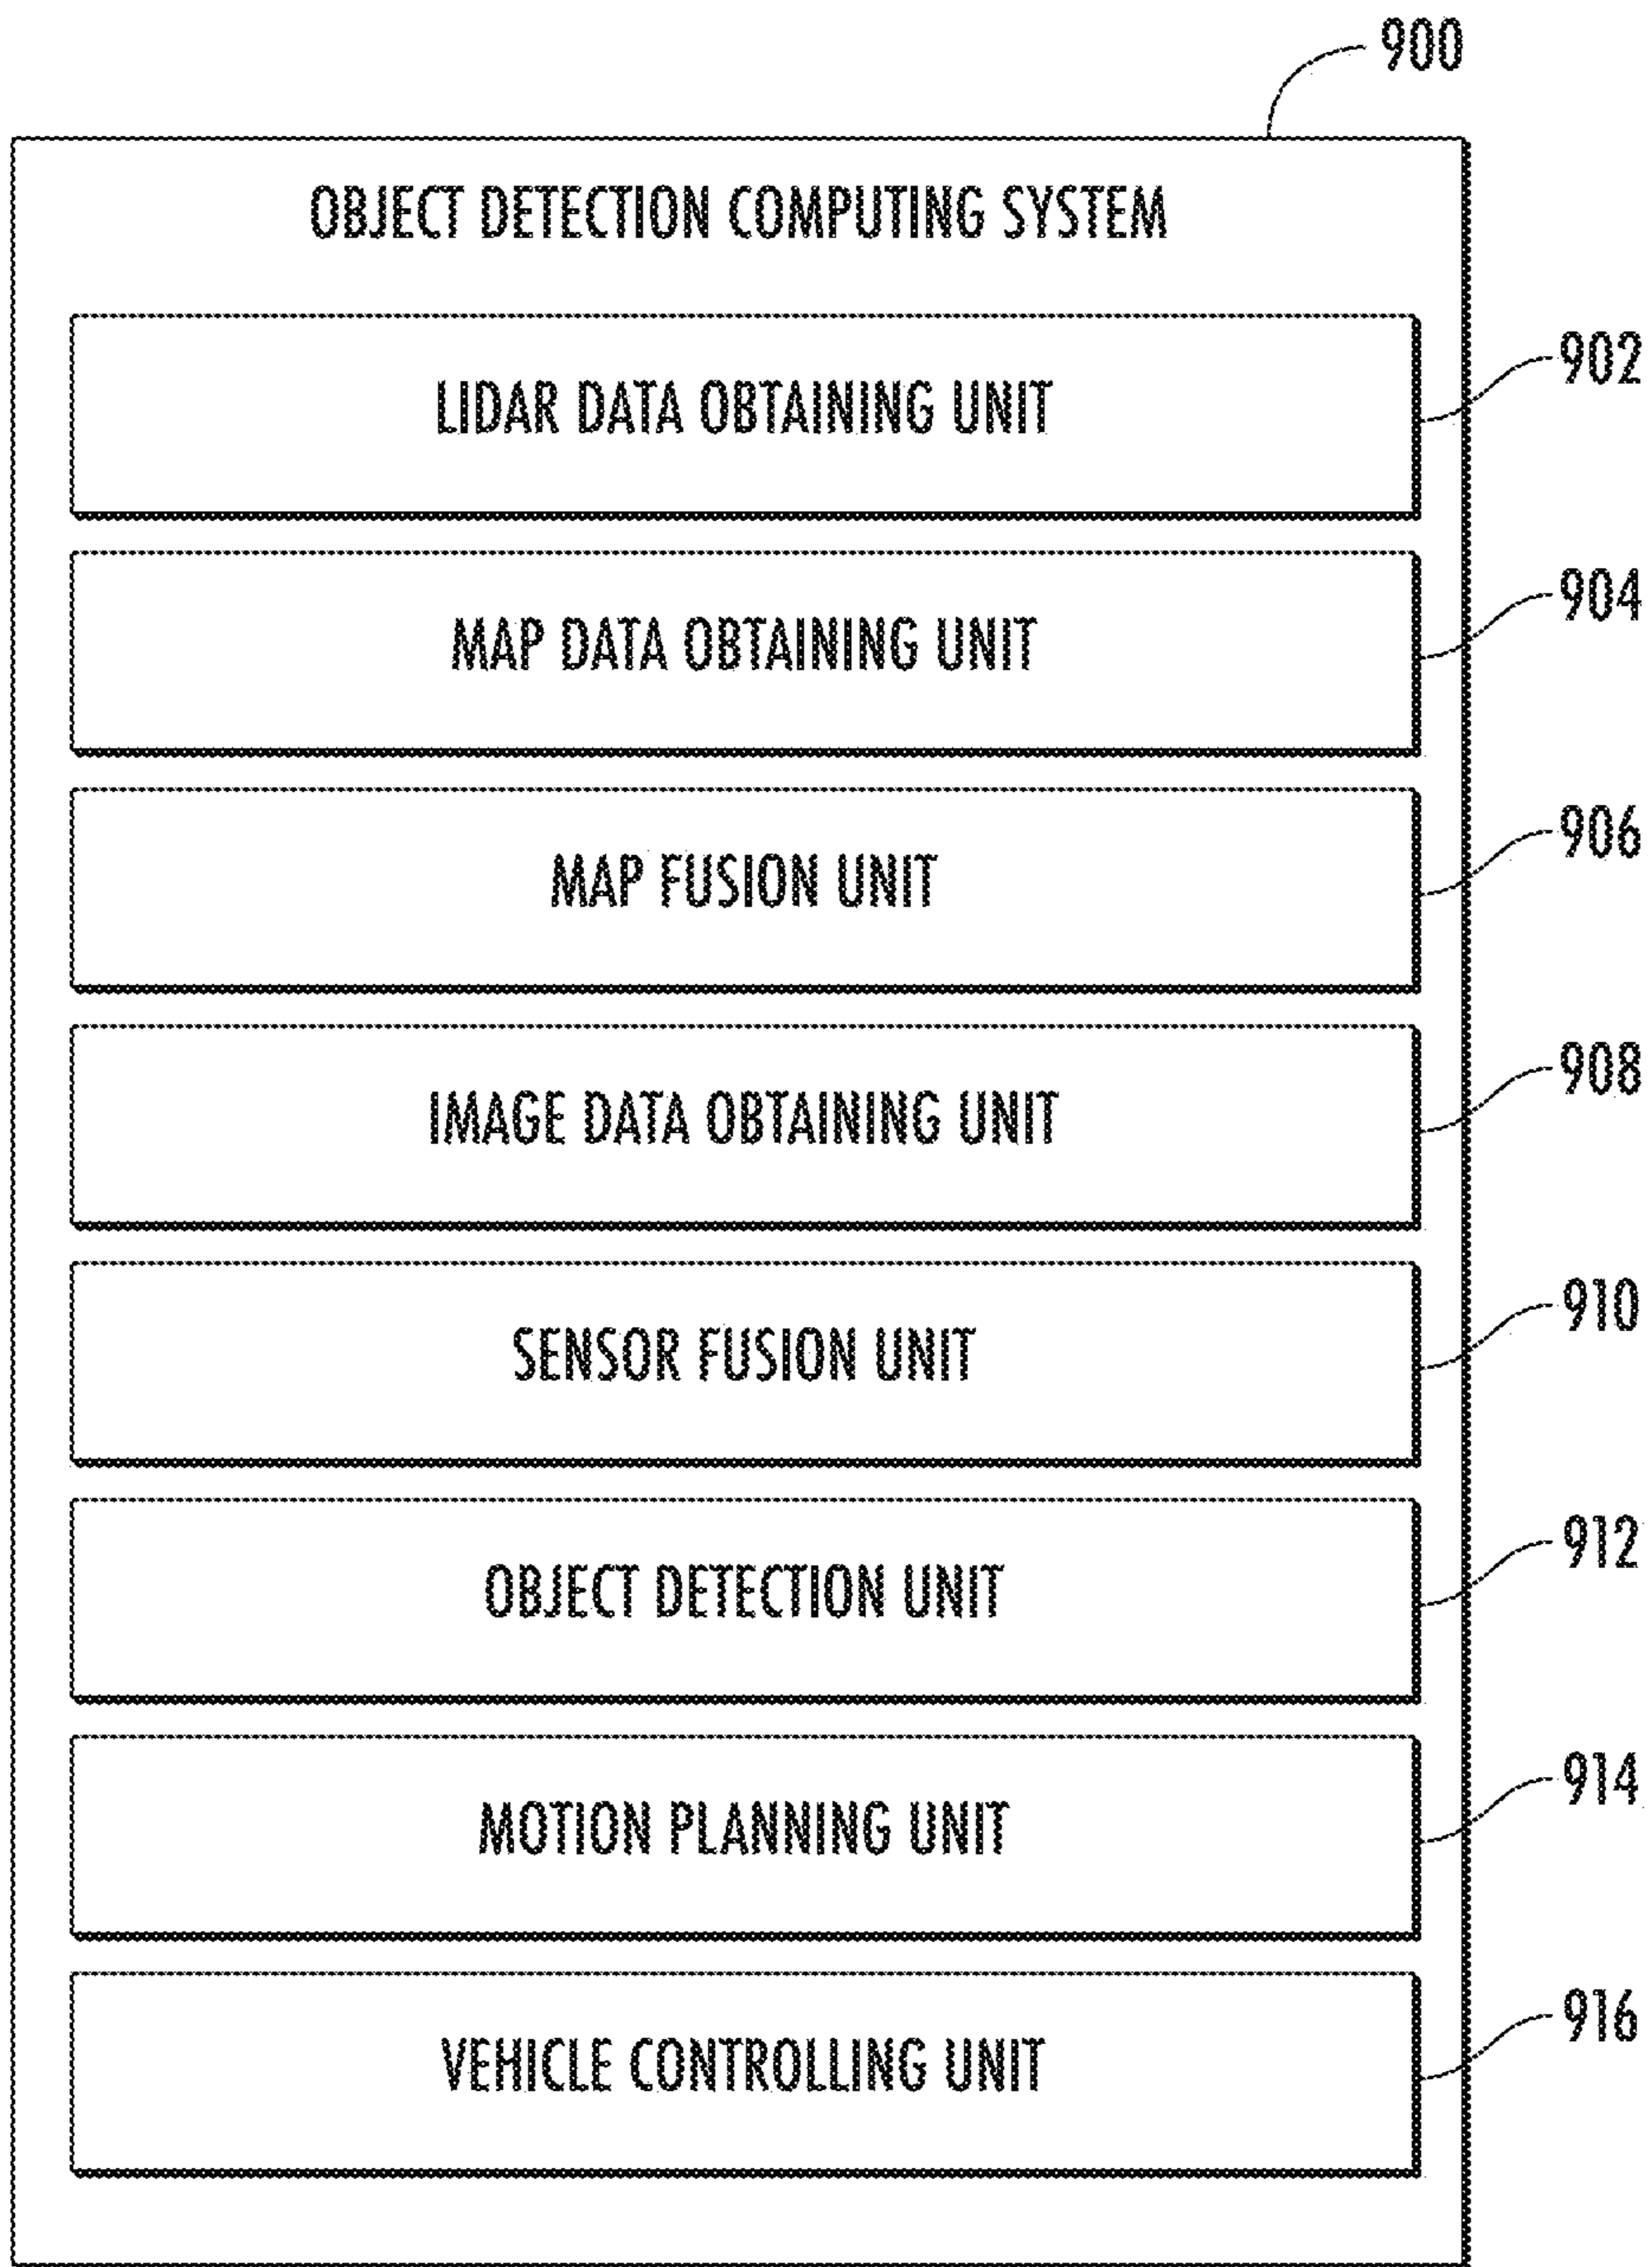 900
OBJECT DETECTION COMPUTING SYSTEM
LIDAR DATA OBTAINING UNIT
902
MAP DATA OBTAINING UNIT
904
MAP FUSION UNIT
906
IMAGE DATA OBTAINING UNIT
908
SENSOR FUSION UNIT
910
OBJECT DETECTION UNIT
912
MOTION PLANNING UNIT
914
VEHICLE CONTROLLING UNIT
916